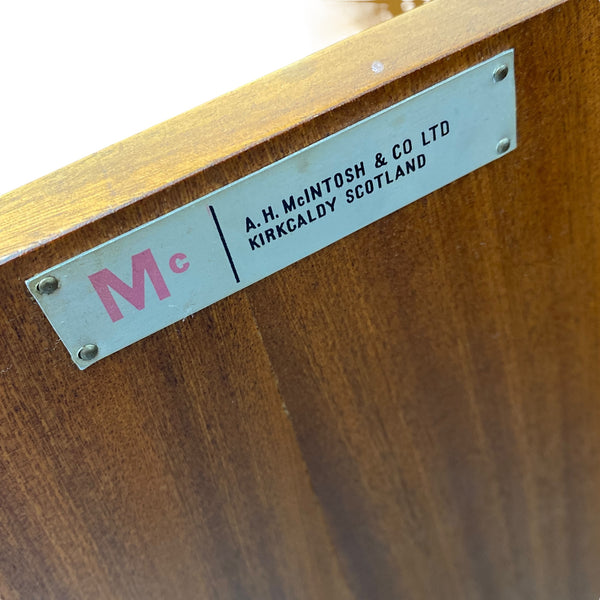 Mc
A.H. McINTOSH & CO LTD
KIRKCALDY SCOTLAND